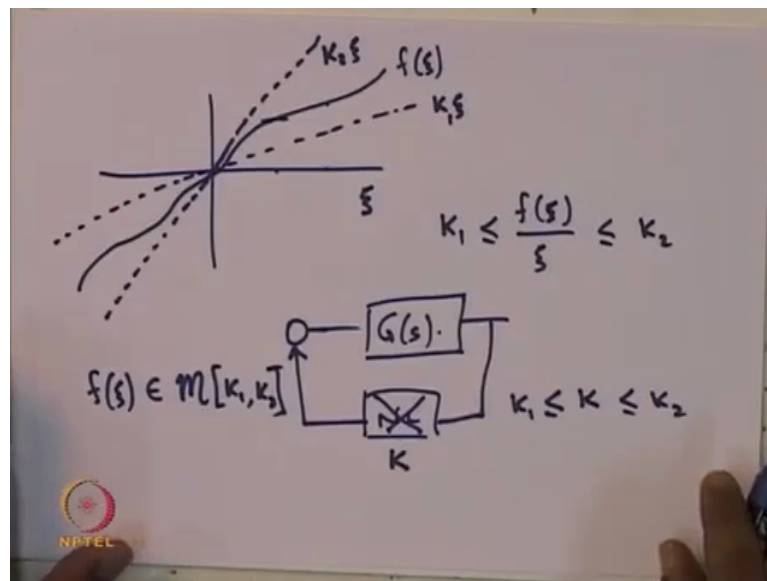 K₂ξ
f(ξ)
K₁ξ
ξ
K₁ ≤ f(ξ)/ξ ≤ K₂
G(s).
f(ξ) ∈ M[K₁,K₂]
K₁ ≤ K ≤ K₂
K
NPTEL